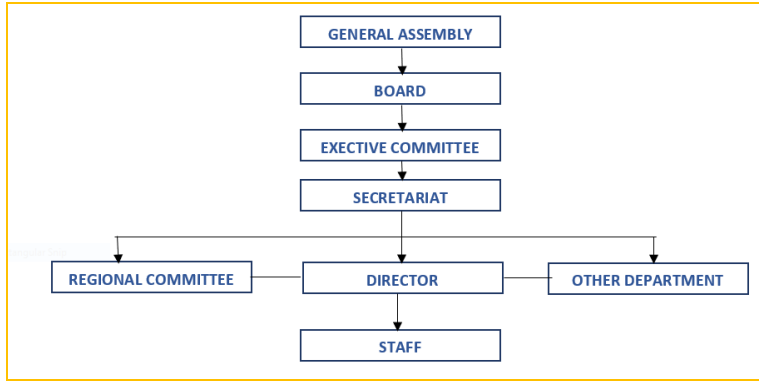 GENERAL ASSEMBLY
BOARD
EXECTIVE COMMITTEE
SECRETARIAT
REGIONAL COMMITTEE
DIRECTOR
OTHER DEPARTMENT
STAFF